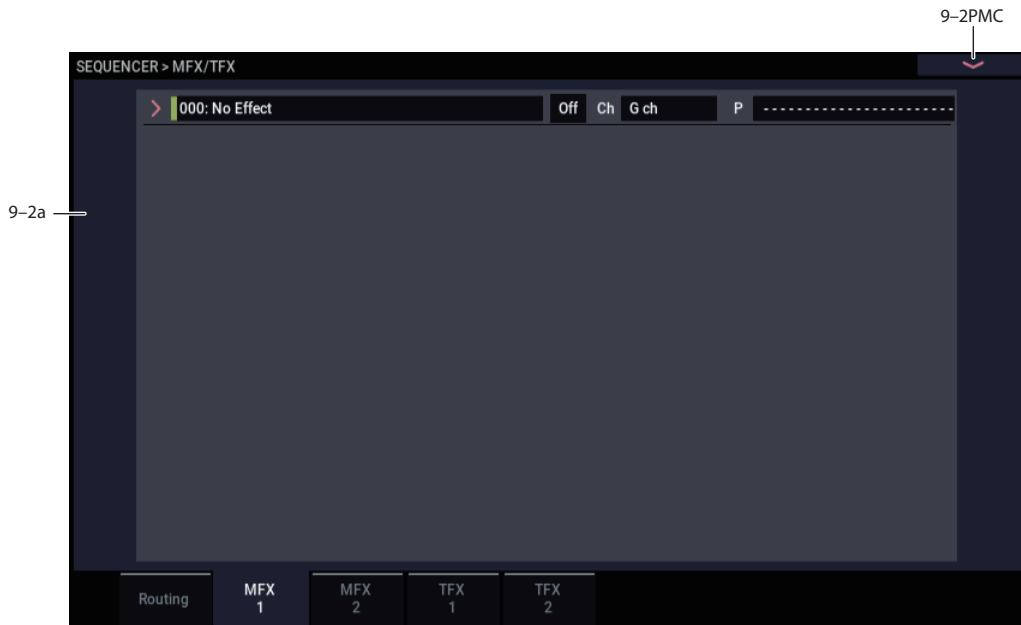 9–2PMC
SEQUENCER > MFX/TFX
000: No Effect Off Ch G ch P -----------------------
9–2a
Routing MFX 1 MFX 2 TFX 1 TFX 2